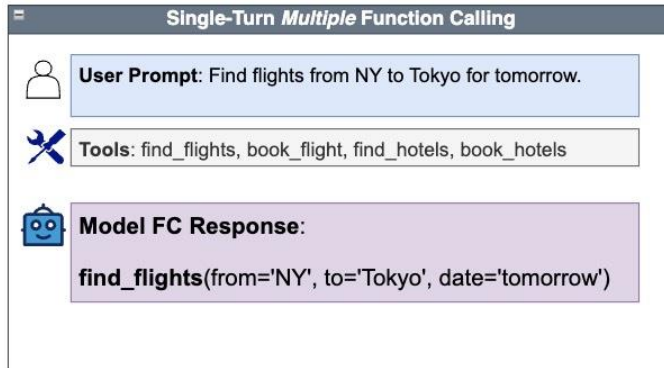 Single-Turn Multiple Function Calling
User Prompt: Find flights from NY to Tokyo for tomorrow.
Tools: find_flights, book_flight, find_hotels, book_hotels
Model FC Response:
find_flights(from='NY', to='Tokyo', date='tomorrow')